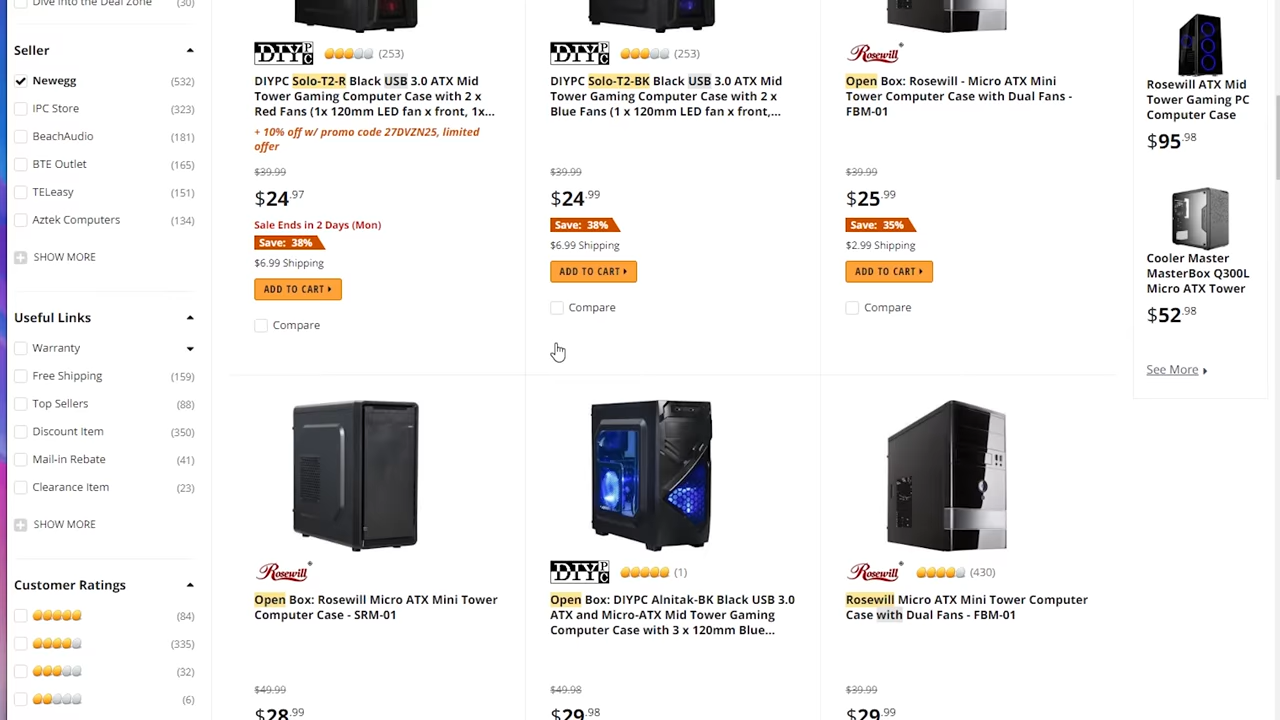 Dive Into the Deal Zone (30)
Seller
Newegg (532)
IPC Store (323)
BeachAudio (181)
BTE Outlet (165)
TELeasy (151)
Aztek Computers (134)
SHOW MORE
Useful Links
Warranty
Free Shipping (159)
Top Sellers (88)
Discount Item (350)
Mail-in Rebate (41)
Clearance Item (23)
SHOW MORE
Customer Ratings
(84)
(335)
(32)
(6)
DIYPC (253)
DIYPC Solo-T2-R Black USB 3.0 ATX Mid
Tower Gaming Computer Case with 2 x
Red Fans (1x 120mm LED fan x front, 1x...
+ 10% off w/ promo code 27DVZN25, limited
offer
$39.99
$24.97
Sale Ends in 2 Days (Mon)
Save: 38%
$6.99 Shipping
ADD TO CART
Compare
DIYPC (253)
DIYPC Solo-T2-BK Black USB 3.0 ATX Mid
Tower Gaming Computer Case with 2 x
Blue Fans (1 x 120mm LED fan x front,...
$39.99
$24.99
Save: 38%
$6.99 Shipping
ADD TO CART
Compare
Rosewill
Open Box: Rosewill - Micro ATX Mini
Tower Computer Case with Dual Fans -
FBM-01
$39.99
$25.99
Save: 35%
$2.99 Shipping
ADD TO CART
Compare
Rosewill
Open Box: Rosewill Micro ATX Mini Tower
Computer Case - SRM-01
$49.99
$28.99
DIYPC (1)
Open Box: DIYPC Alnitak-BK Black USB 3.0
ATX and Micro-ATX Mid Tower Gaming
Computer Case with 3 x 120mm Blue...
$49.98
$29.98
Rosewill (430)
Rosewill Micro ATX Mini Tower Computer
Case with Dual Fans - FBM-01
$39.99
$29.99
Rosewill ATX Mid
Tower Gaming PC
Computer Case
$95.98
Cooler Master
MasterBox Q300L
Micro ATX Tower
$52.98
See More